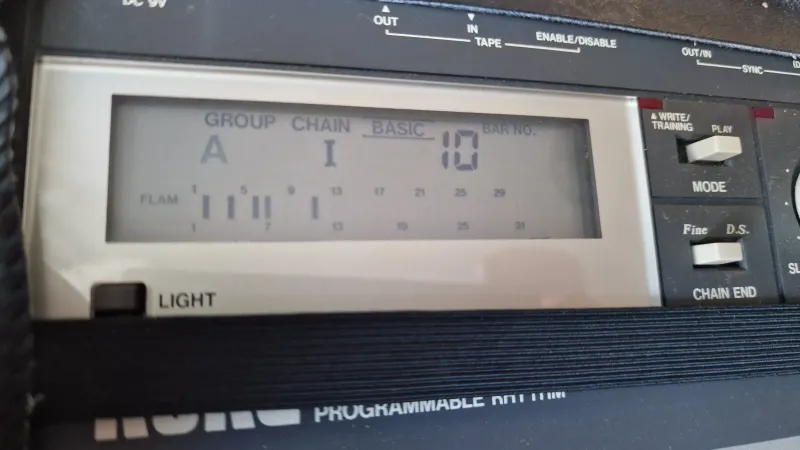 DC 9V
OUT
IN
TAPE
ENABLE/DISABLE
OUT/IN
SYNC
GROUP CHAIN BASIC BAR NO.
A I 10
FLAM
1 5 9 13 17 21 25 29
1 7 13 19 25 31
WRITE/
TRAINING PLAY
MODE
Fine D.S.
CHAIN END
LIGHT
KORG PROGRAMMABLE RHYTHM